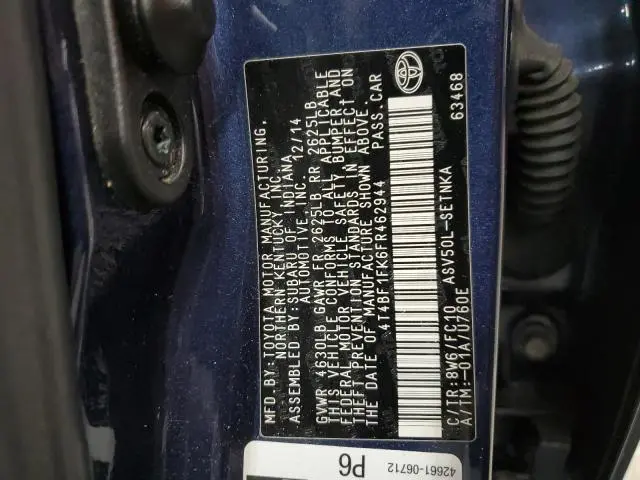 MFD.BY:TOYOTA MOTOR MANUFACTURING.
NORTHERN KENTUCKY INC.
ASSEMBLED BY: SUBARU OF INDIANA
AUTOMOTIVE, INC. 12/14
GVWR 4630LB GAWR FR 2625LB RR 2625LB
THIS VEHICLE CONFORMS TO ALL APPLICABLE
FEDERAL MOTOR VEHICLE SAFETY, BUMPER, AND
THEFT PREVENTION STANDARDS IN EFFECT ON
THE DATE OF MANUFACTURE SHOWN ABOVE.
4T4BF1FK6FR462944 PASS. CAR
C/TR:8W6/FC10 ASV50L-SETNKA
A/TM:-01A/U760E
63468
P6
42661-06712